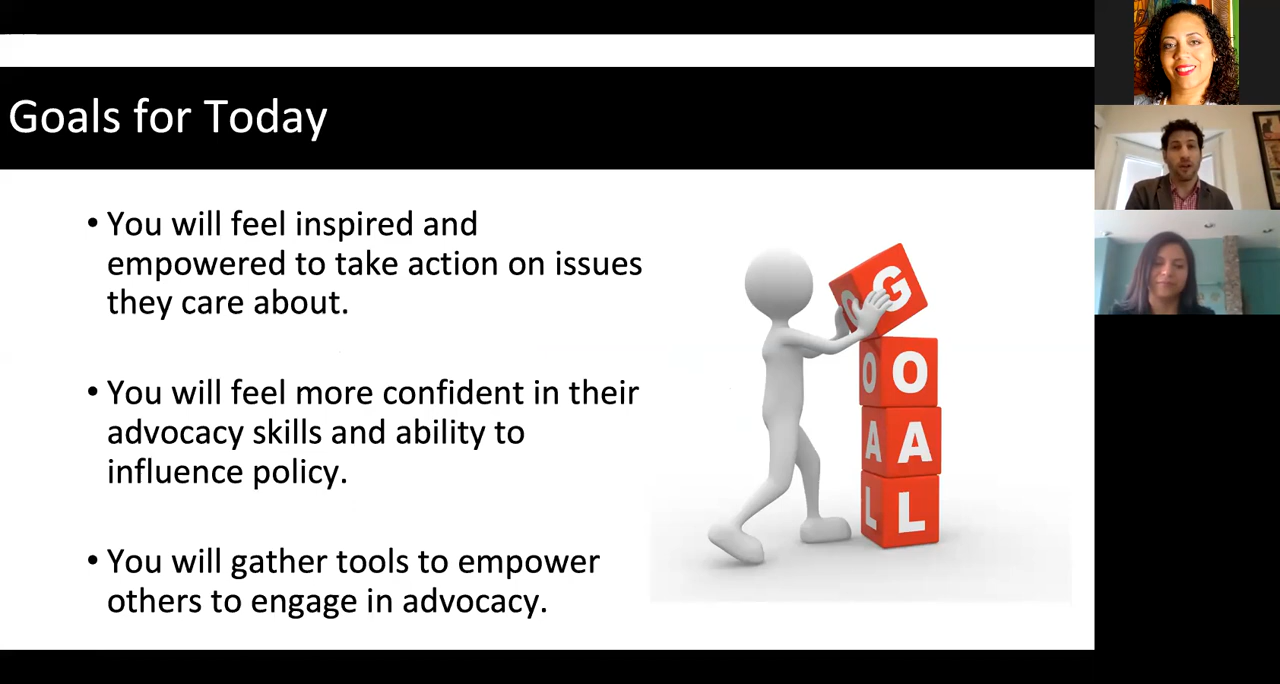 Goals for Today
• You will feel inspired and
empowered to take action on issues
they care about.
• You will feel more confident in their
advocacy skills and ability to
influence policy.
• You will gather tools to empower
others to engage in advocacy.
G
O O
A A
L L